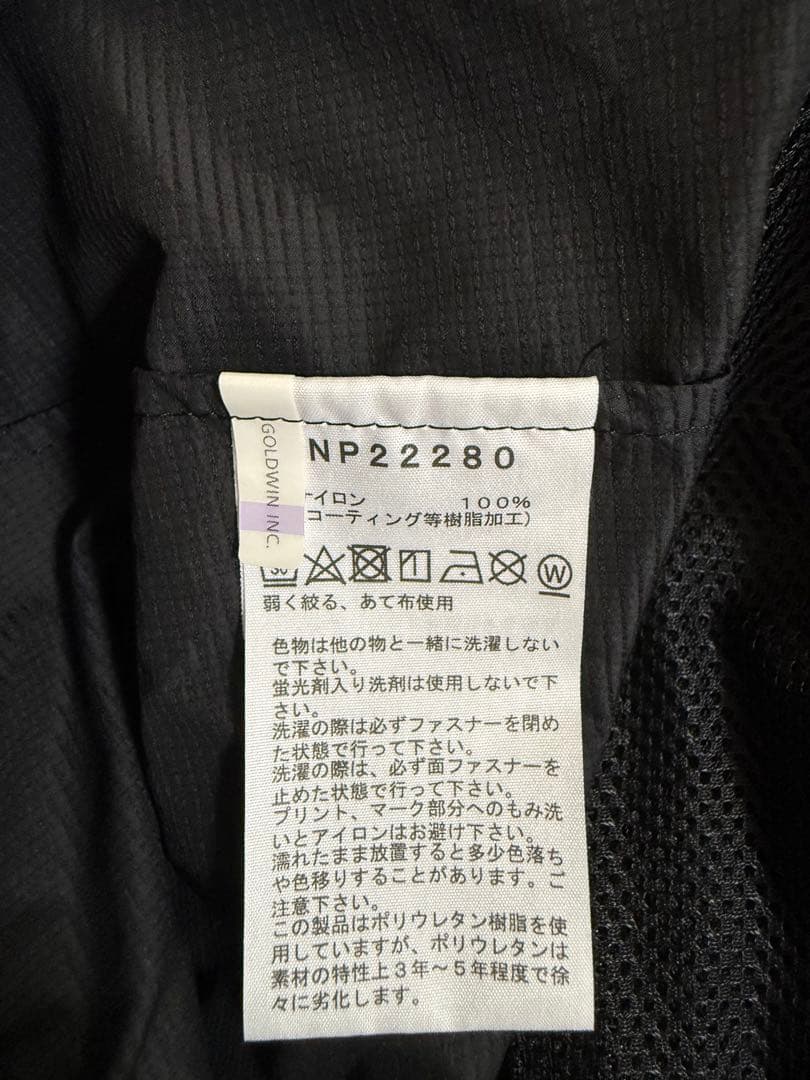 NP22280
GOLDWIN INC.
イロン 100%
コーティング等樹脂加工)
30
W
弱く絞る、あて布使用
色物は他の物と一緒に洗濯しない
で下さい。
蛍光剤入り洗剤は使用しないで下
さい。
洗濯の際は必ずファスナーを閉め
た状態で行って下さい。
洗濯の際は、必ず面ファスナーを
止めた状態で行って下さい。
プリント、マーク部分へのもみ洗
いとアイロンはお避け下さい。
濡れたまま放置すると多少色落ち
や色移りすることがあります。ご
注意下さい。
この製品はポリウレタン樹脂を使
用していますが、ポリウレタンは
素材の特性上3年～5年程度で徐
々に劣化します。